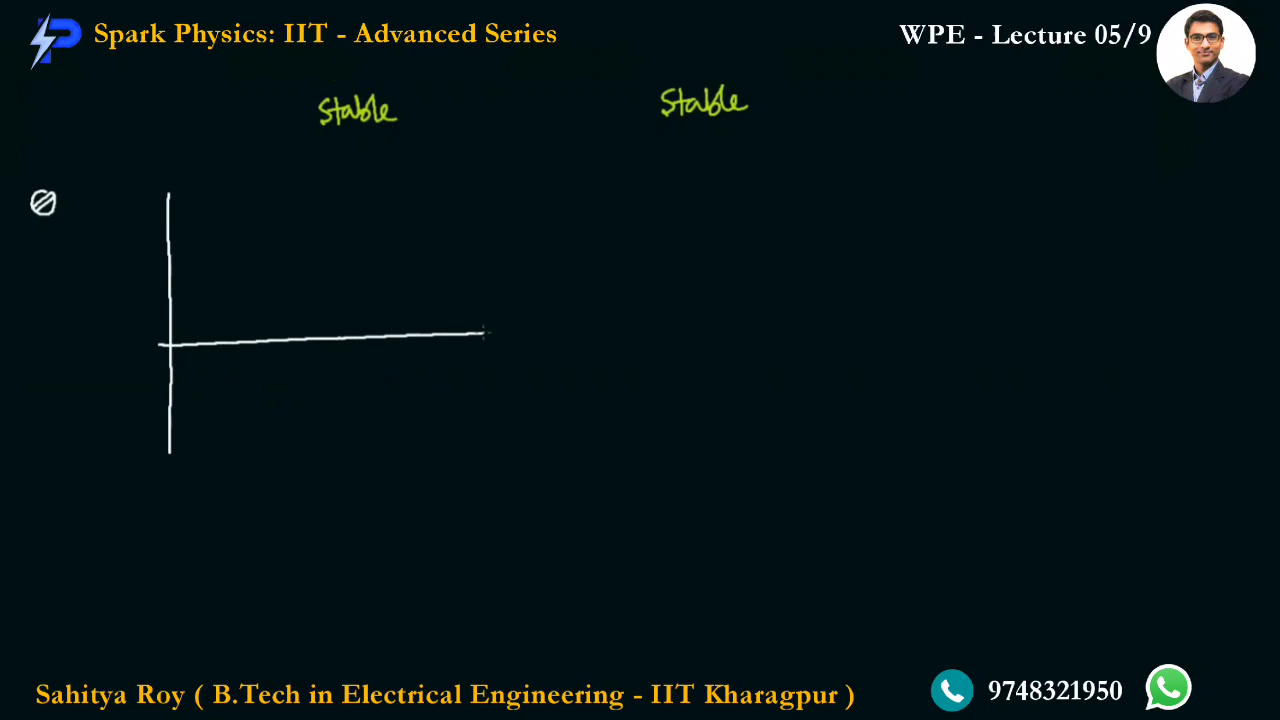 Spark Physics: IIT - Advanced Series
WPE - Lecture 05/9
Stable
Stable
Sahitya Roy ( B.Tech in Electrical Engineering - IIT Kharagpur )
9748321950